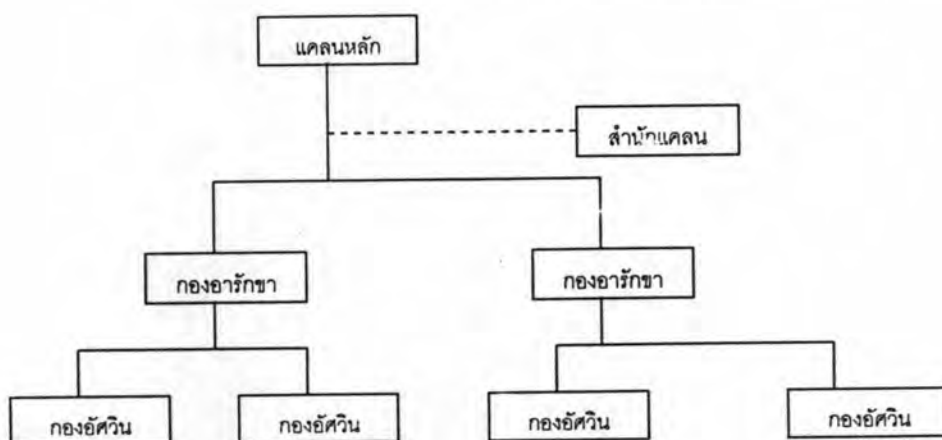 แคลนหลัก
สำนักแคลน
กองอารักขา
กองอารักขา
กองอัศวิน
กองอัศวิน
กองอัศวิน
กองอัศวิน